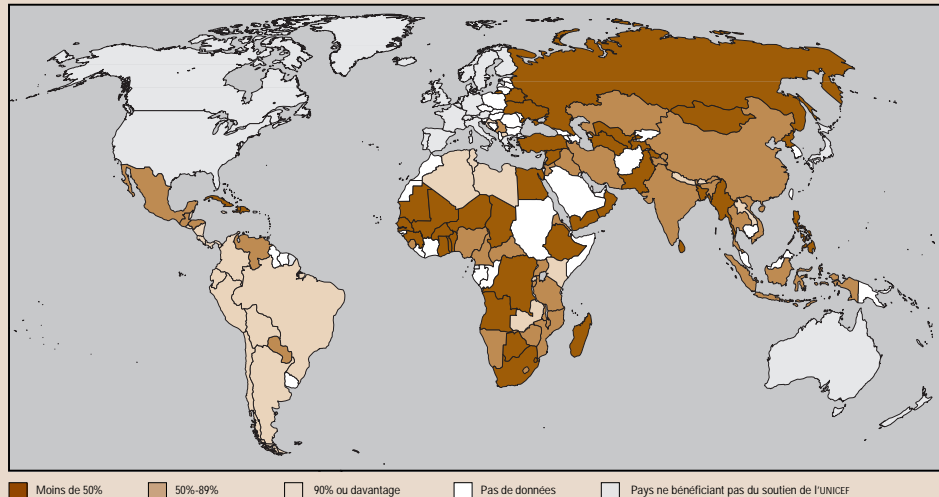 Moins de 50% 50%-89% 90% ou davantage Pas de données Pays ne bénéficiant pas du soutien de l'UNICEF